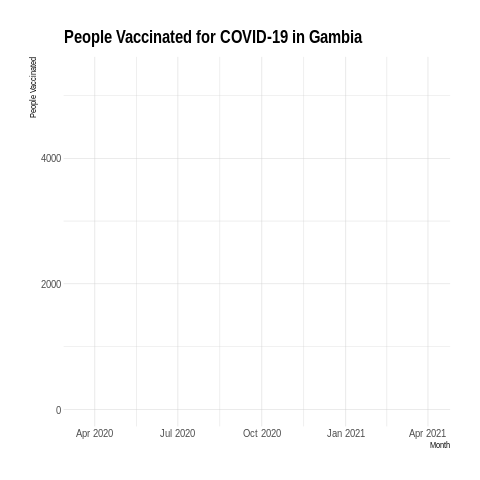 People Vaccinated for COVID-19 in Gambia
People Vaccinated
4000
2000
0
Apr 2020 Jul 2020 Oct 2020 Jan 2021 Apr 2021
Month